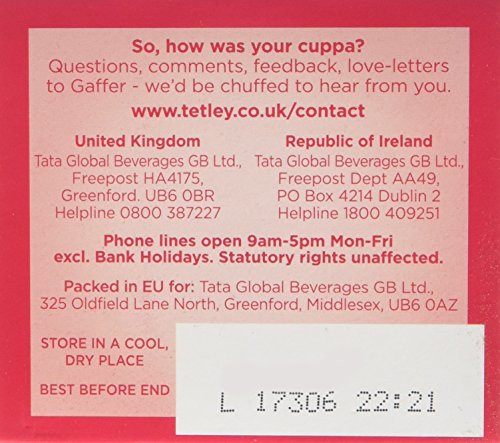 So, how was your cuppa?
Questions, comments, feedback, love-letters
to Gaffer - we'd be chuffed to hear from you.
www.tetley.co.uk/contact
United Kingdom
Tata Global Beverages GB Ltd.,
Freepost HA4175,
Greenford. UB6 0BR
Helpline 0800 387227
Republic of Ireland
Tata Global Beverages GB Ltd.,
Freepost Dept AA49,
PO Box 4214 Dublin 2
Helpline 1800 409251
Phone lines open 9am-5pm Mon-Fri
excl. Bank Holidays. Statutory rights unaffected.
Packed in EU for: Tata Global Beverages GB Ltd.,
325 Oldfield Lane North, Greenford, Middlesex, UB6 0AZ
STORE IN A COOL,
DRY PLACE
BEST BEFORE END
L 17306 22:21